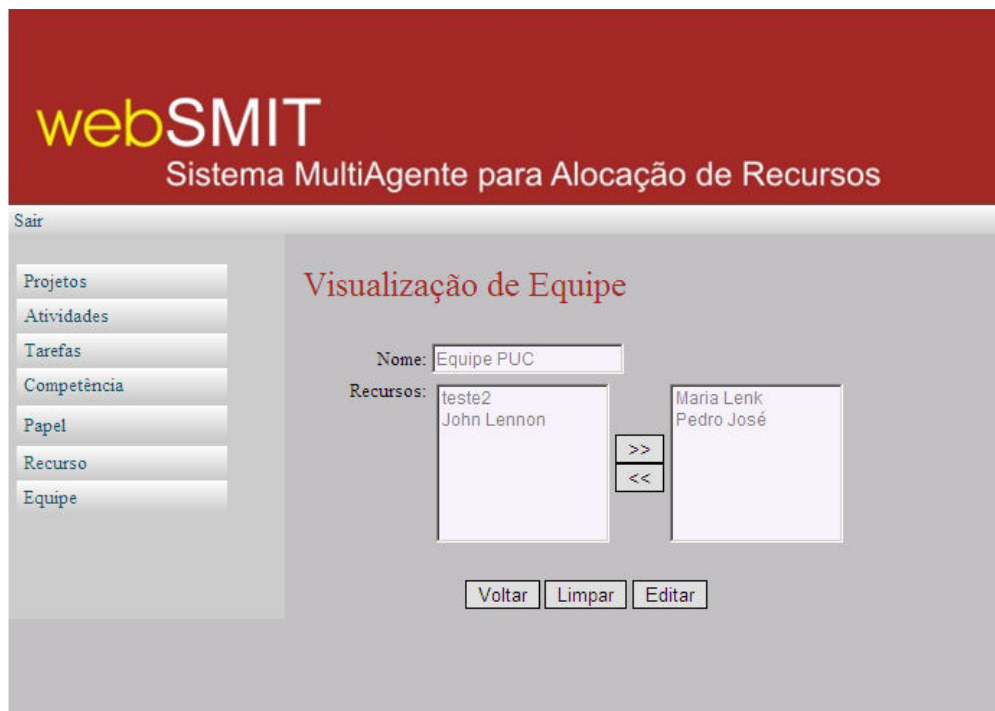 webSMIT
Sistema MultiAgente para Alocação de Recursos
Sair
Projetos
Atividades
Tarefas
Competência
Papel
Recurso
Equipe
Visualização de Equipe
Nome: Equipe PUC
Recursos:
teste2
John Lennon
>>
<<
Maria Lenk
Pedro José
Voltar Limpar Editar